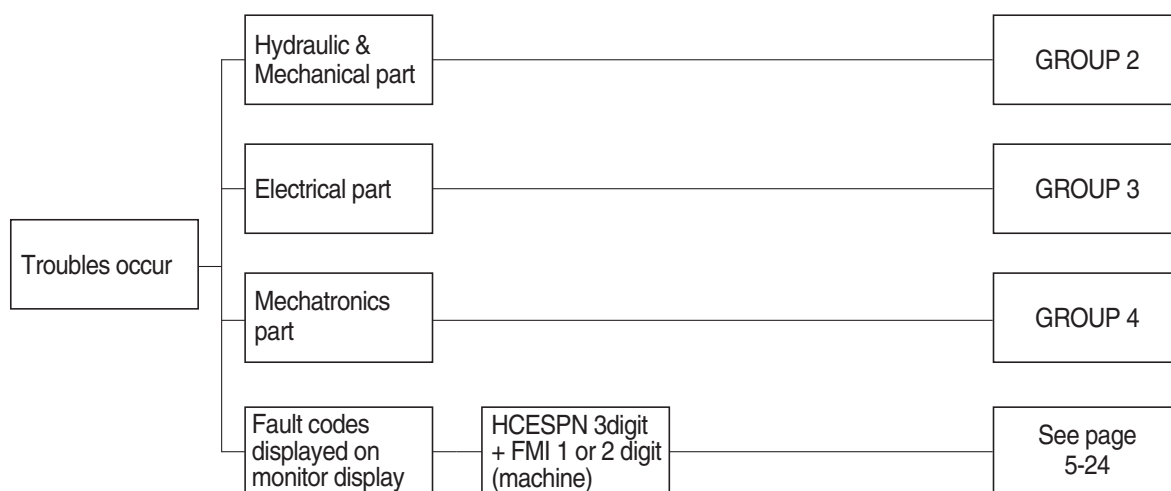 Hydraulic &
Mechanical part
GROUP 2
Electrical part
GROUP 3
Troubles occur
Mechatronics
part
GROUP 4
Fault codes
displayed on
monitor display
HCESPN 3digit
+ FMI 1 or 2 digit
(machine)
See page
5-24